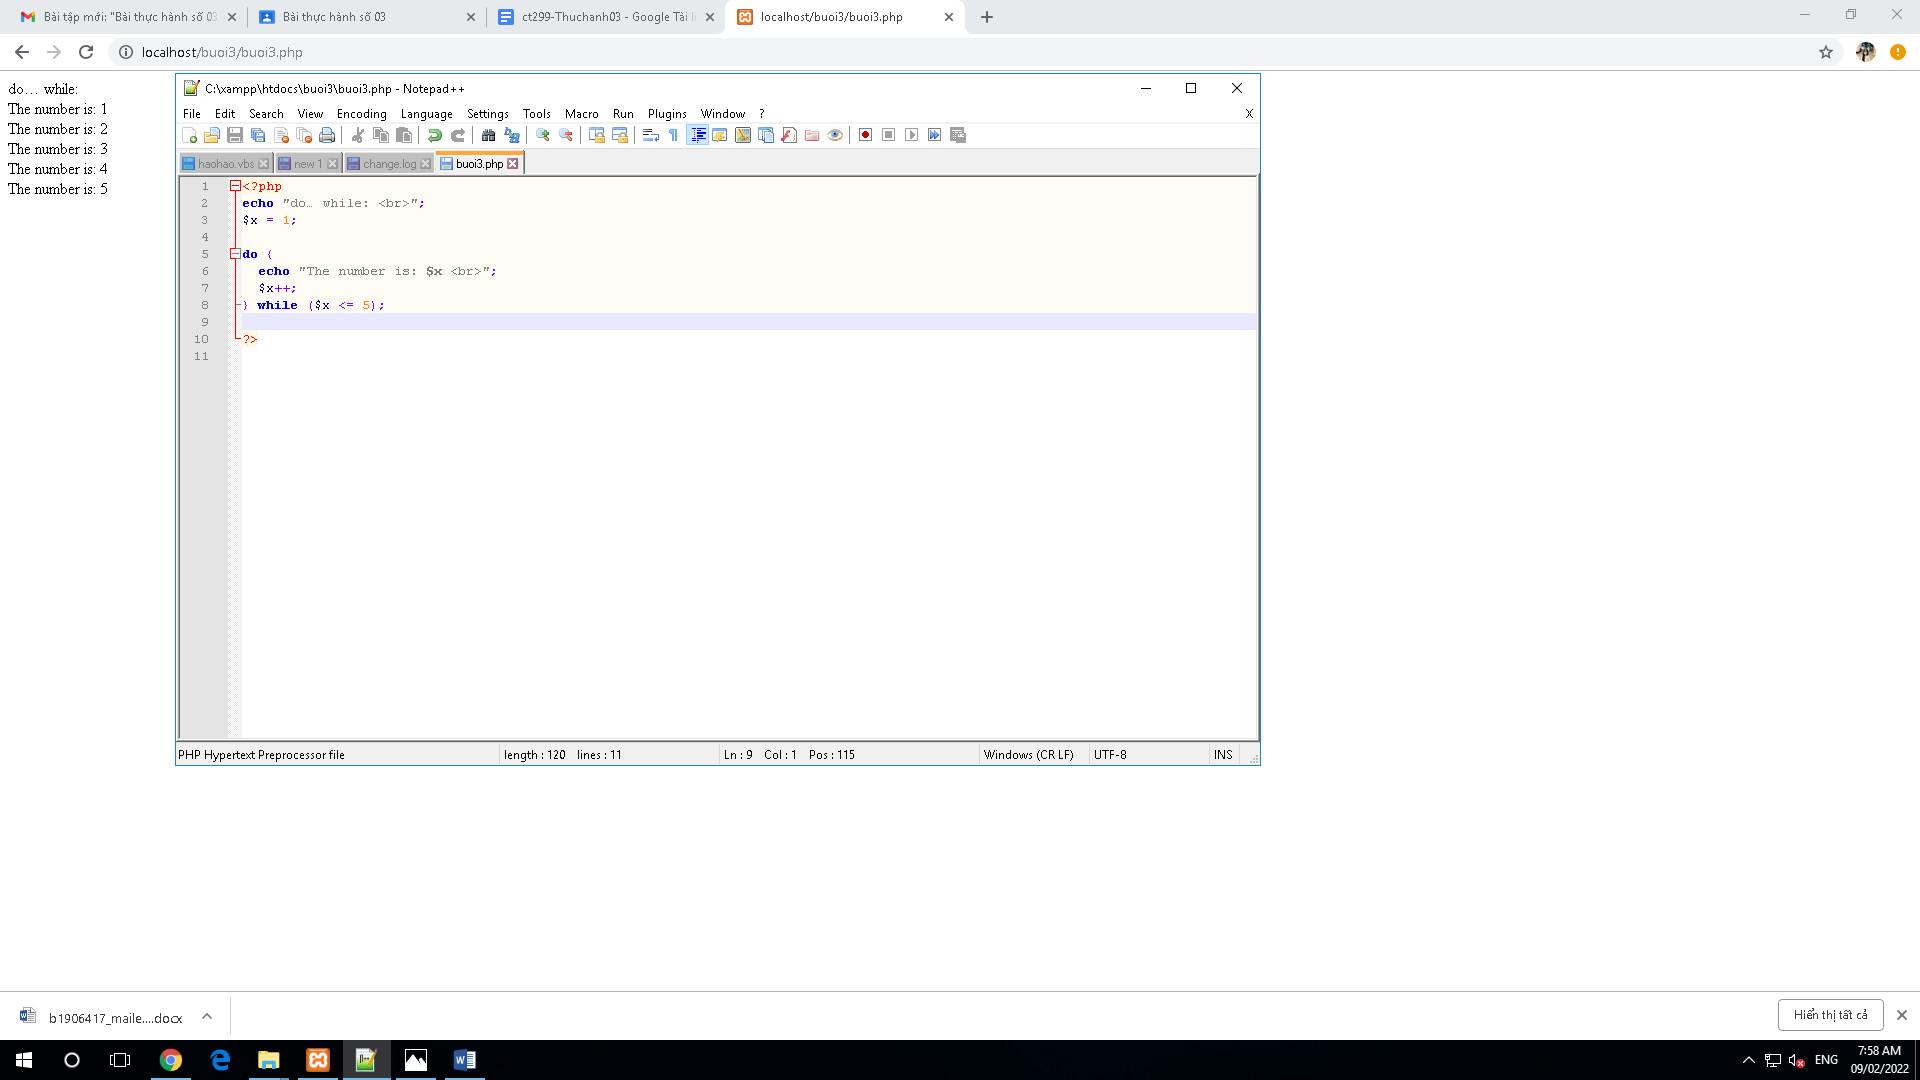 Bài tập mới: "Bài thực hành số 03
Bài thực hành số 03
ct299-Thuchanh03 - Google Tài li
localhost/buoi3/buoi3.php
localhost/buoi3/buoi3.php
do… while:
The number is: 1
The number is: 2
The number is: 3
The number is: 4
The number is: 5
C:\xampp\htdocs\buoi3\buoi3.php - Notepad++
File Edit Search View Encoding Language Settings Tools Macro Run Plugins Window ? X
haohao.vbs new 1 change.log buoi3.php
1 <?php
2 echo "do… while: <br>";
3 $x = 1;
4
5 do {
6 echo "The number is: $x <br>";
7 $x++;
8 } while ($x <= 5);
9
10 ?>
11
PHP Hypertext Preprocessor file length : 120 lines : 11 Ln : 9 Col : 1 Pos : 115 Windows (CR LF) UTF-8 INS
b1906417_maile....docx
Hiển thị tất cả
ENG
7:58 AM
09/02/2022